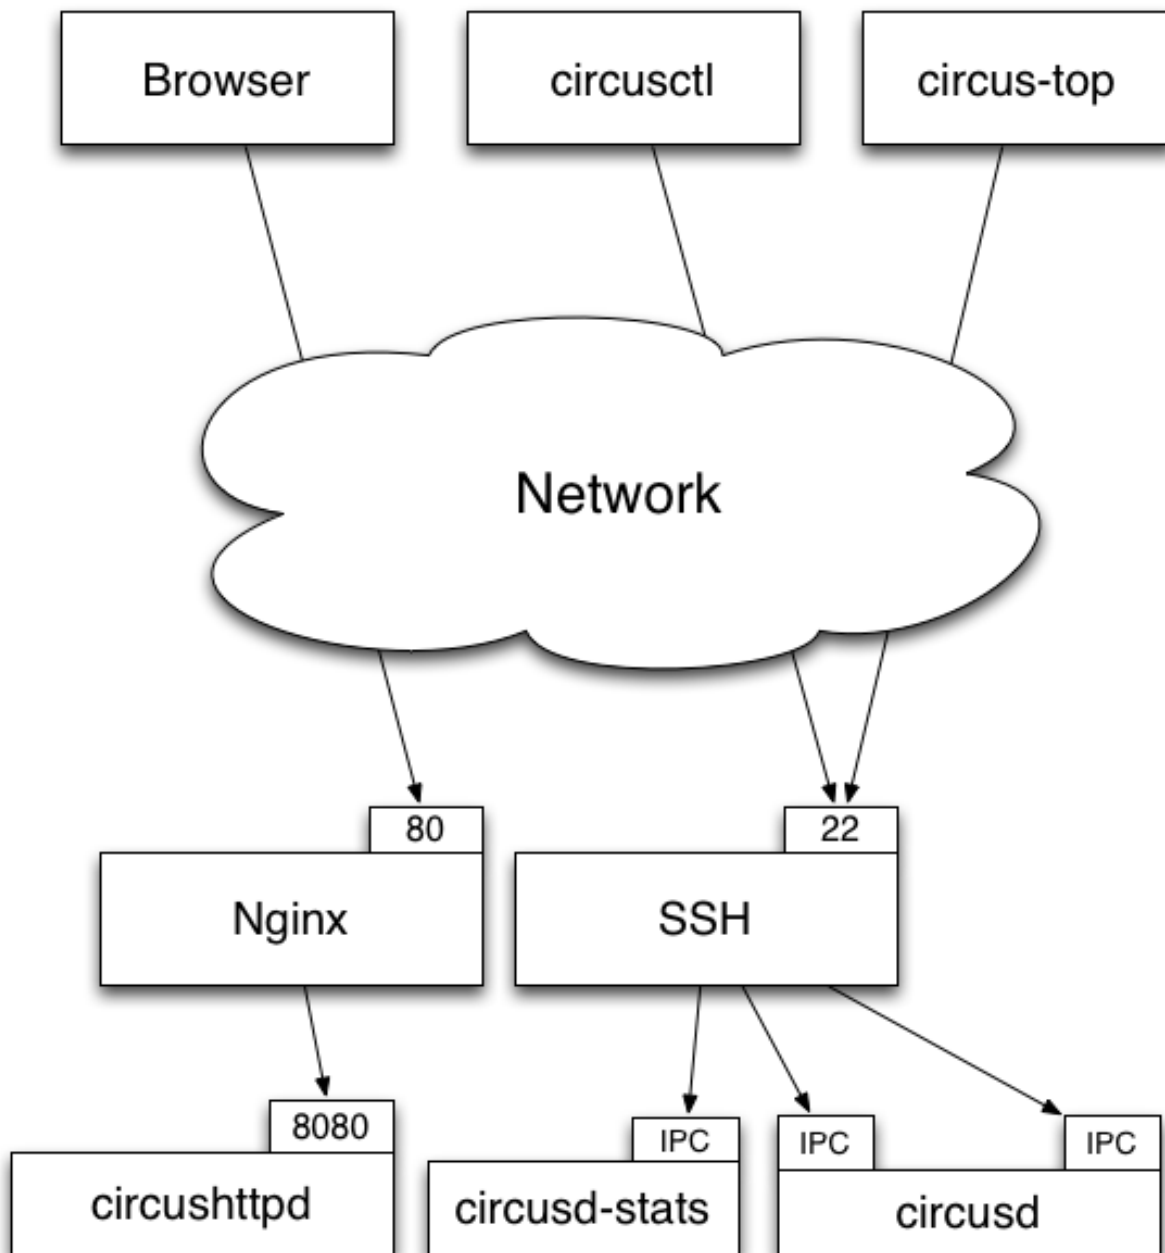 Browser
circusctl
circus-top
Network
80
22
Nginx
SSH
8080
IPC
IPC
IPC
circushttpd
circusd-stats
circusd